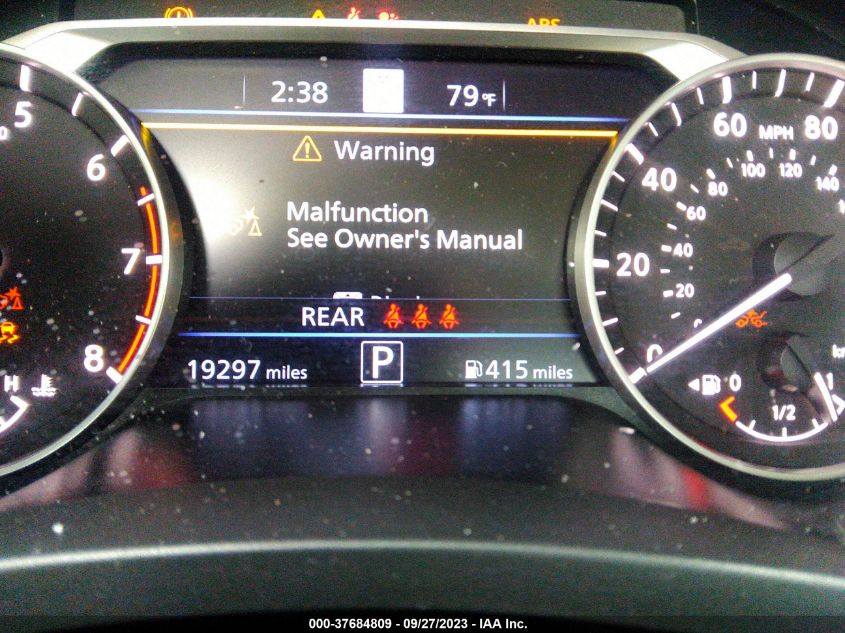 ABS
2:38 79°F
Warning
Malfunction
See Owner's Manual
REAR
19297 miles P 415 miles
5
6
7
8
H
0 20 40 60 MPH 80
0 20 40 60 80 100 120 140
0 1/2 1
000-37684809 - 09/27/2023 - IAA Inc.